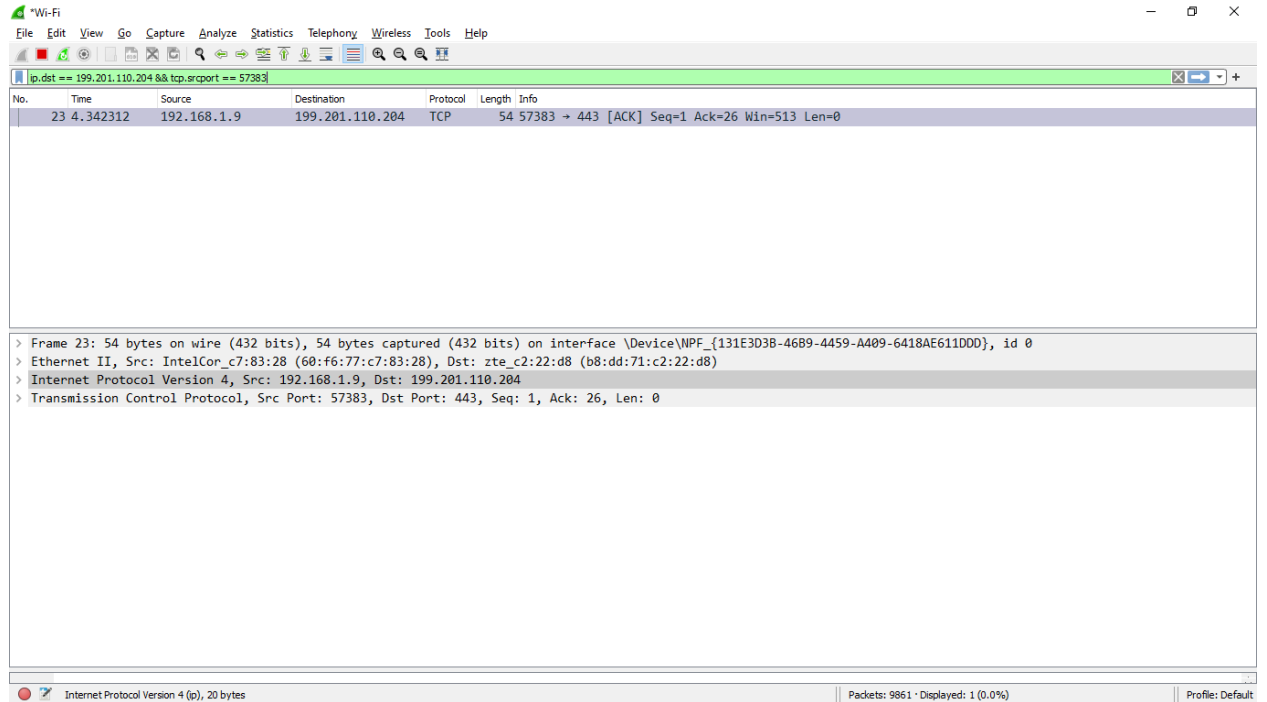 *Wi-Fi
File Edit View Go Capture Analyze Statistics Telephony Wireless Tools Help
ip.dst == 199.201.110.204 && tcp.srcport == 57383
No. Time Source Destination Protocol Length Info
23 4.342312 192.168.1.9 199.201.110.204 TCP 54 57383 → 443 [ACK] Seq=1 Ack=26 Win=513 Len=0
> Frame 23: 54 bytes on wire (432 bits), 54 bytes captured (432 bits) on interface \Device\NPF_{131E3D3B-46B9-4459-A409-6418AE611DDD}, id 0
> Ethernet II, Src: IntelCor_c7:83:28 (60:f6:77:c7:83:28), Dst: zte_c2:22:d8 (b8:dd:71:c2:22:d8)
> Internet Protocol Version 4, Src: 192.168.1.9, Dst: 199.201.110.204
> Transmission Control Protocol, Src Port: 57383, Dst Port: 443, Seq: 1, Ack: 26, Len: 0
Internet Protocol Version 4 (ip), 20 bytes Packets: 9861 · Displayed: 1 (0.0%) Profile: Default